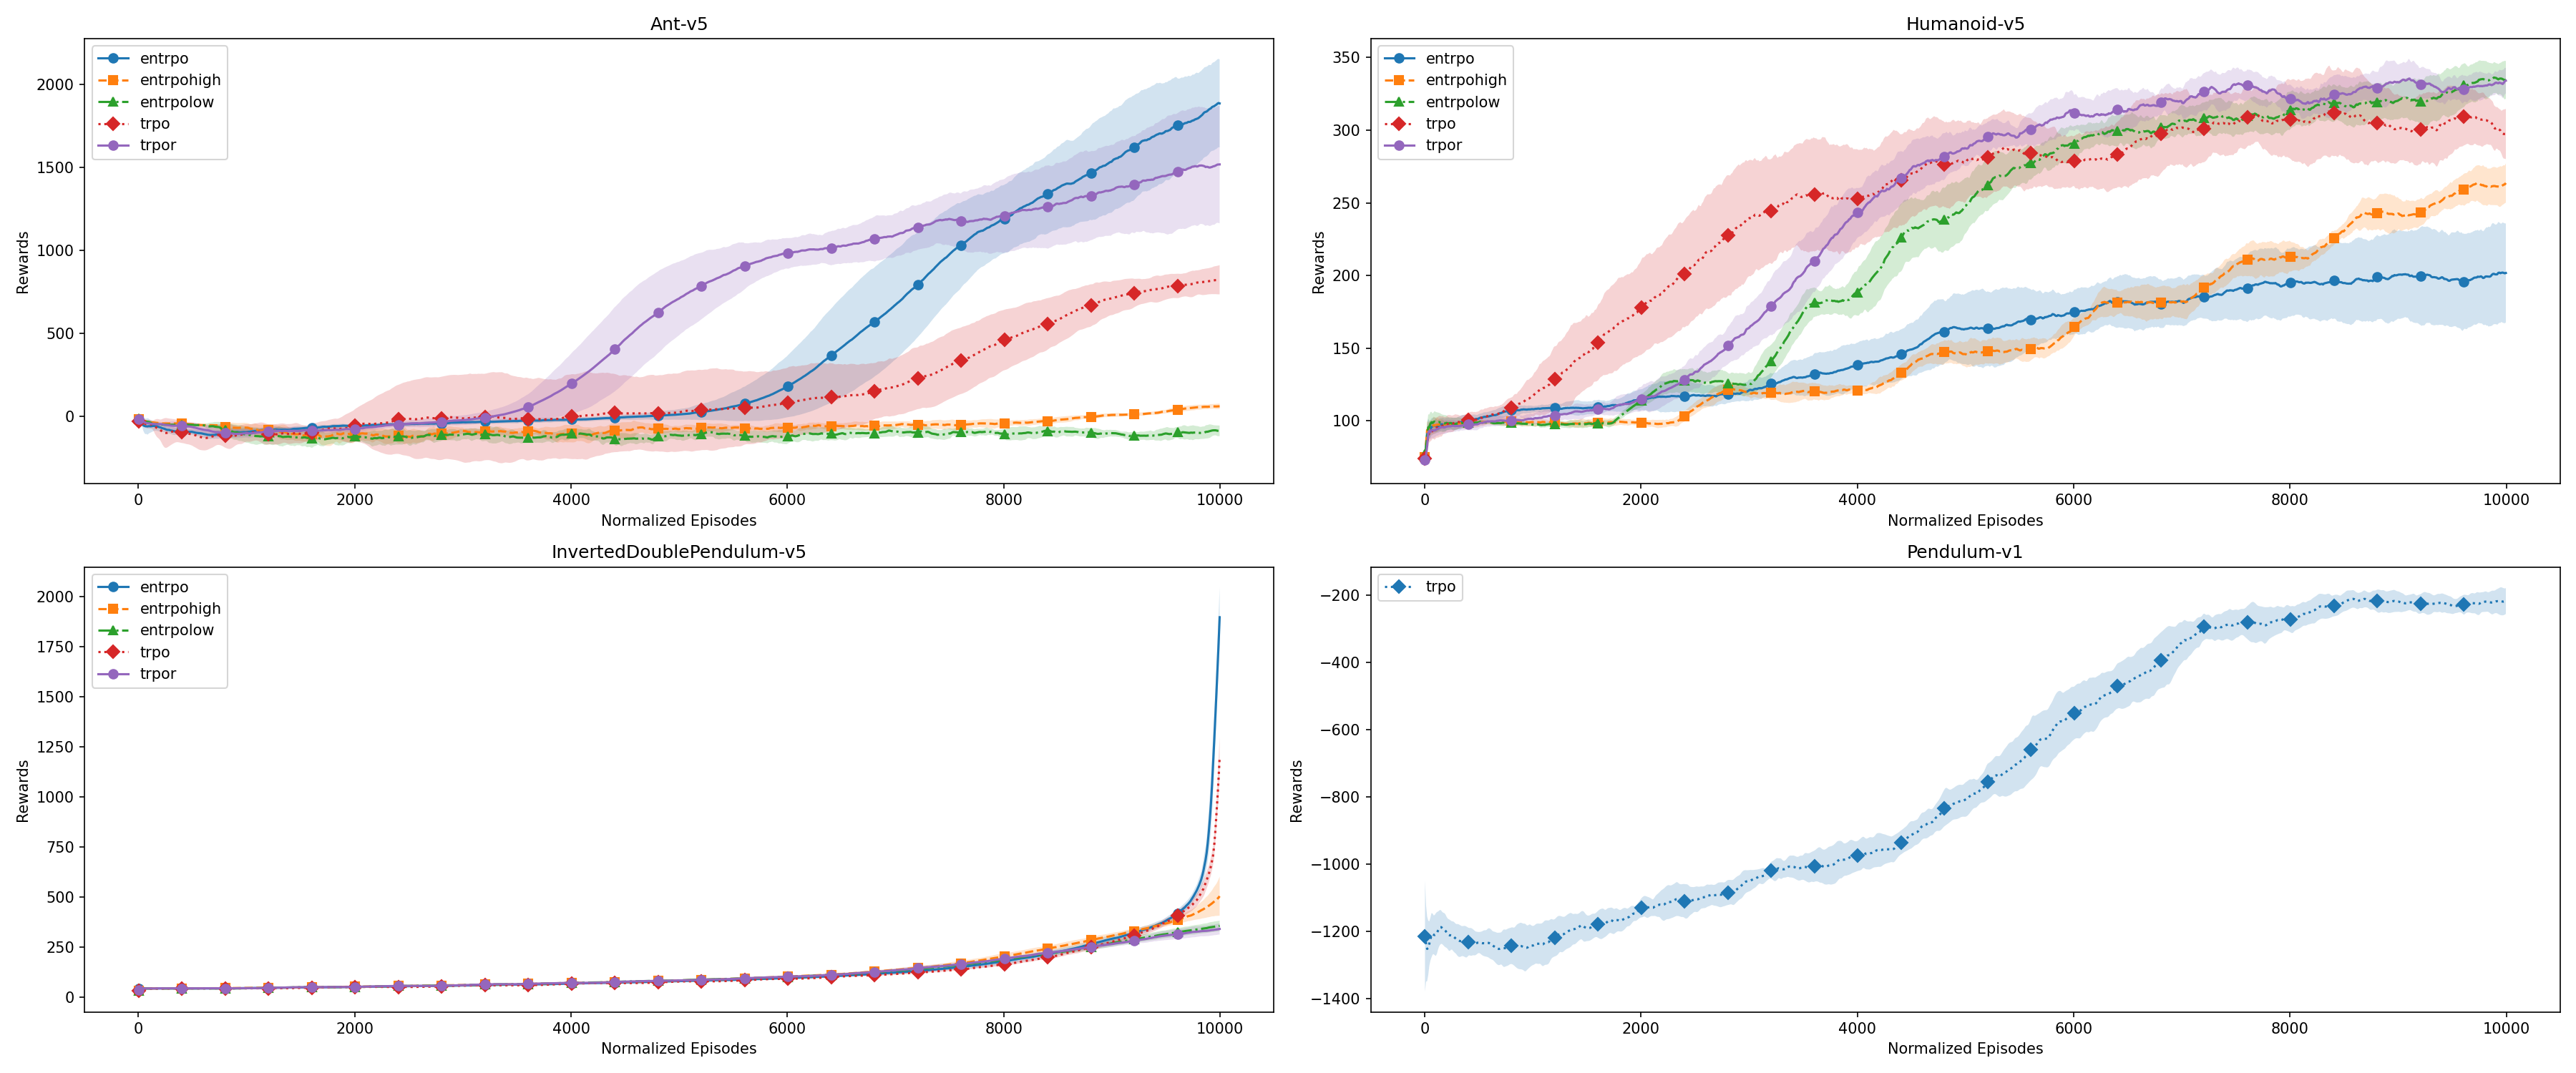 Ant-v5
entrpo
entrpohigh
entrpolow
trpo
trpor
2000
1500
1000
500
0
Rewards
0 2000 4000 6000 8000 10000
Normalized Episodes
Humanoid-v5
entrpo
entrpohigh
entrpolow
trpo
trpor
350
300
250
200
150
100
Rewards
0 2000 4000 6000 8000 10000
Normalized Episodes
InvertedDoublePendulum-v5
entrpo
entrpohigh
entrpolow
trpo
trpor
2000
1750
1500
1250
1000
750
500
250
0
Rewards
0 2000 4000 6000 8000 10000
Normalized Episodes
Pendulum-v1
trpo
−200
−400
−600
−800
−1000
−1200
−1400
Rewards
0 2000 4000 6000 8000 10000
Normalized Episodes